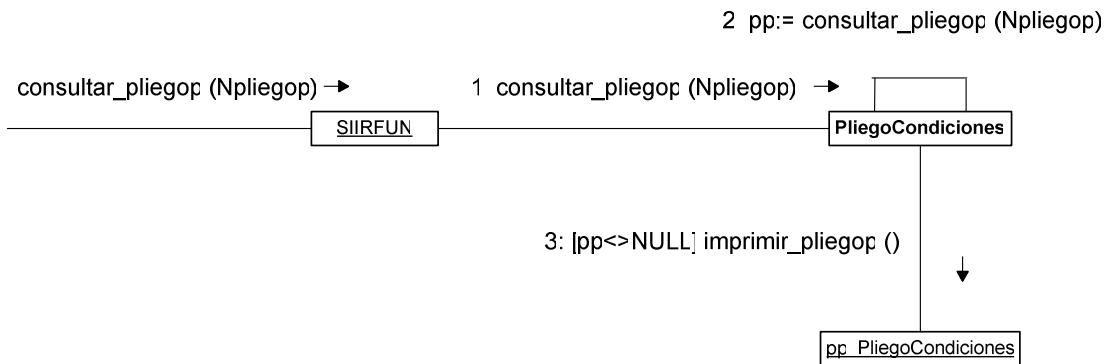 2 pp:= consultar_pliegop (Npliegop)
consultar_pliegop (Npliegop)
1 consultar_pliegop (Npliegop)
SIIRFUN
PliegoCondiciones
3: [pp<>NULL] imprimir_pliegop ()
pp PliegoCondiciones